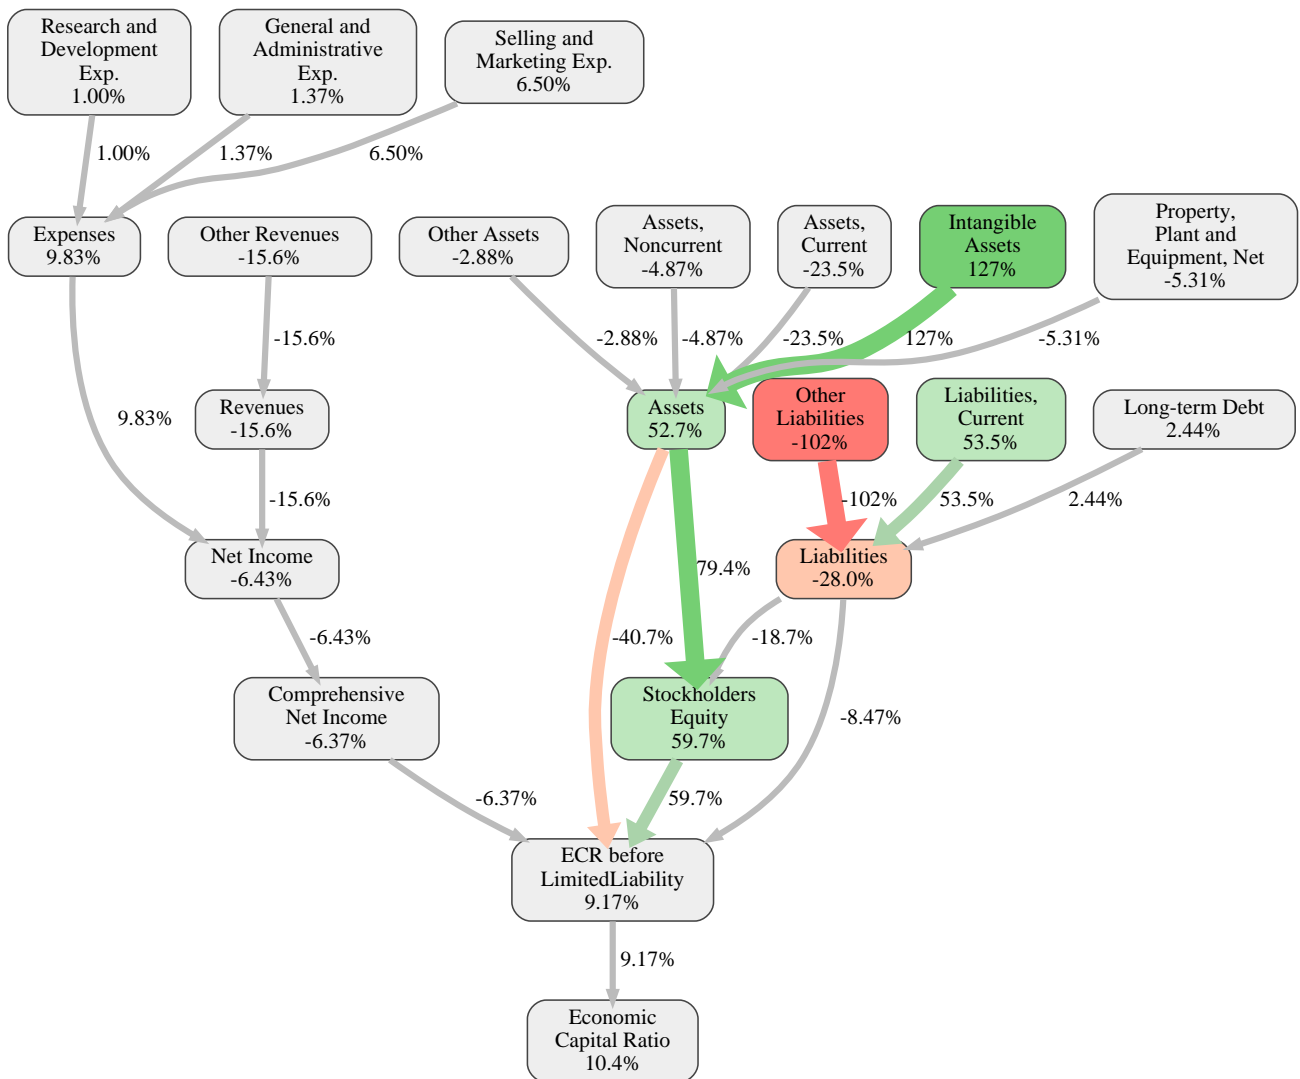 Research and
Development
Exp.
1.00%
General and
Administrative
Exp.
1.37%
Selling and
Marketing Exp.
6.50%
1.00%
1.37%
6.50%
Expenses
9.83%
Other Revenues
-15.6%
Other Assets
-2.88%
Assets,
Noncurrent
-4.87%
Assets,
Current
-23.5%
Intangible
Assets
127%
Property,
Plant and
Equipment, Net
-5.31%
-15.6%
-2.88%
-4.87%
-23.5%
127%
-5.31%
9.83%
Revenues
-15.6%
Assets
52.7%
Other
Liabilities
-102%
Liabilities,
Current
53.5%
Long-term Debt
2.44%
-15.6%
-102%
53.5%
2.44%
Net Income
-6.43%
79.4%
Liabilities
-28.0%
-6.43%
-40.7%
-18.7%
Comprehensive
Net Income
-6.37%
Stockholders
Equity
59.7%
-8.47%
-6.37%
59.7%
ECR before
LimitedLiability
9.17%
9.17%
Economic
Capital Ratio
10.4%